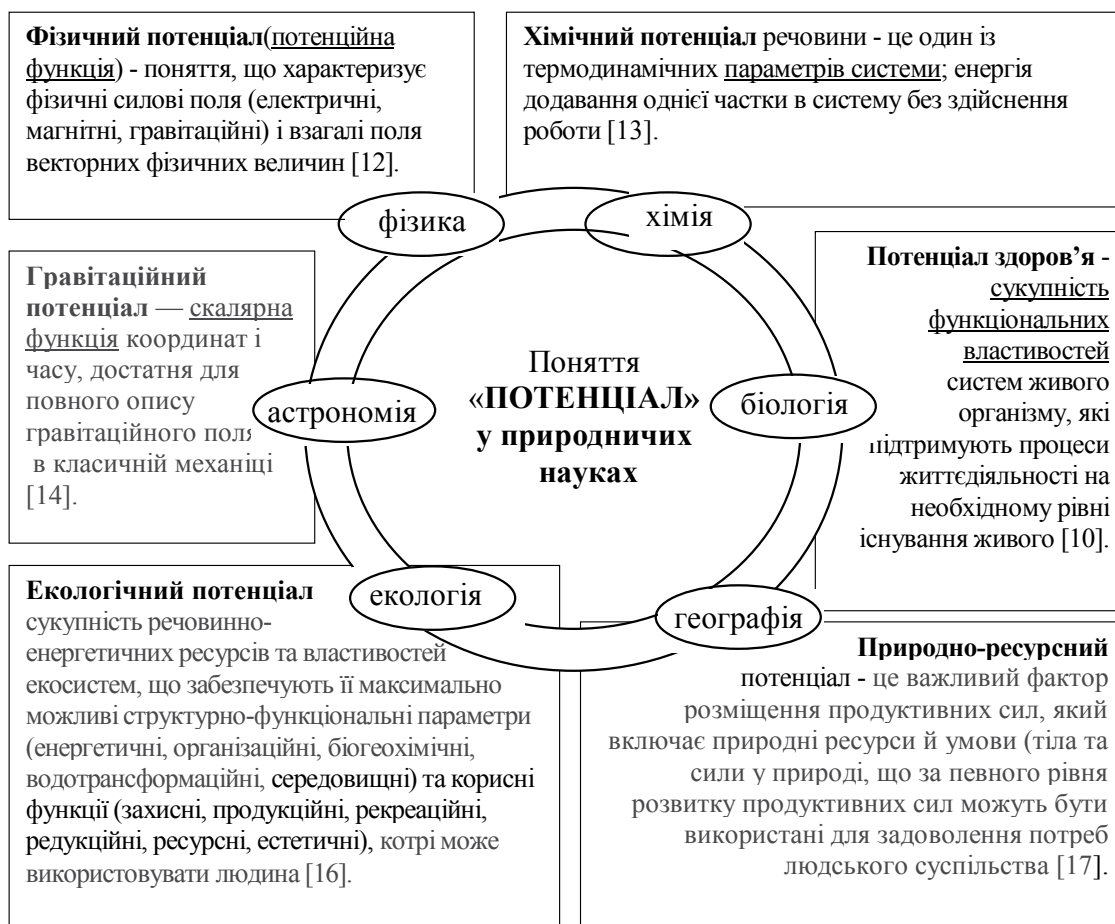 Фізичний потенціал(потенційна
функція) - поняття, що характеризує
фізичні силові поля (електричні,
магнітні, гравітаційні) і взагалі поля
векторних фізичних величин [12].
Хімічний потенціал речовини - це один із
термодинамічних параметрів системи; енергія
додавання однієї частки в систему без здійснення
роботи [13].
фізика
хімія
Гравітаційний
потенціал — скалярна
функція координат і
часу, достатня для
повного опису
гравітаційного поля
в класичній механіці
[14].
астрономія
Поняття
«ПОТЕНЦІАЛ»
у природничих
науках
біологія
Потенціал здоров’я -
сукупність
функціональних
властивостей
систем живого
організму, які
підтримують процеси
життєдіяльності на
необхідному рівні
існування живого [10].
екологія
географія
Екологічний потенціал
сукупність речовинно-
енергетичних ресурсів та властивостей
екосистем, що забезпечують її максимально
можливі структурно-функціональні параметри
(енергетичні, організаційні, біогеохімічні,
водотрансформаційні, середовищні) та корисні
функції (захисні, продукційні, рекреаційні,
редукційні, ресурсні, естетичні), котрі може
використовувати людина [16].
Природно-ресурсний
потенціал - це важливий фактор
розміщення продуктивних сил, який
включає природні ресурси й умови (тіла та
сили у природі, що за певного рівня
розвитку продуктивних сил можуть бути
використані для задоволення потреб
людського суспільства [17].